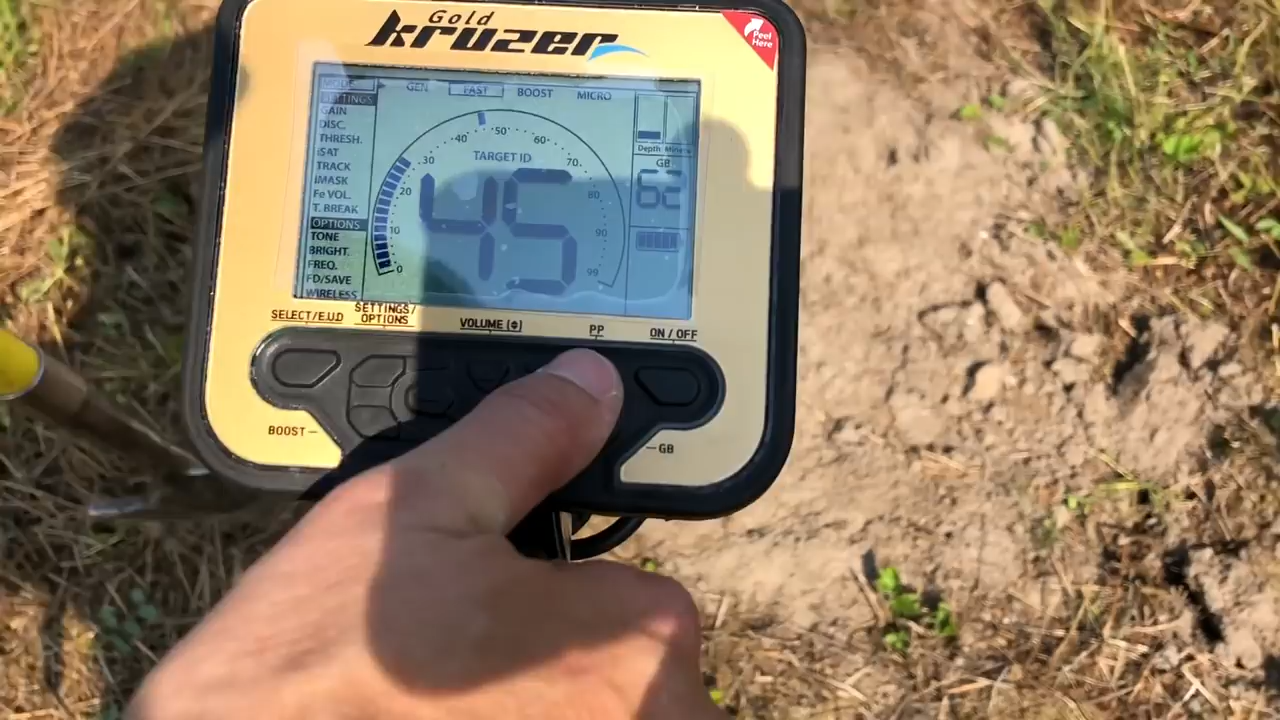 Gold
kruzer
Peel
Here
MODE GEN FAST BOOST MICRO
SETTINGS
GAIN
DISC.
THRESH.
iSAT
TRACK
iMASK
Fe VOL.
T. BREAK
OPTIONS
TONE
BRIGHT.
FREQ.
FD/SAVE
WIRELESS
0 10 20 30 40 50 60 70 80 90 99
TARGET ID
45
Depth Mineral
GB
62
SELECT/E.U.D
SETTINGS/
OPTIONS
VOLUME
PP
ON / OFF
BOOST
GB